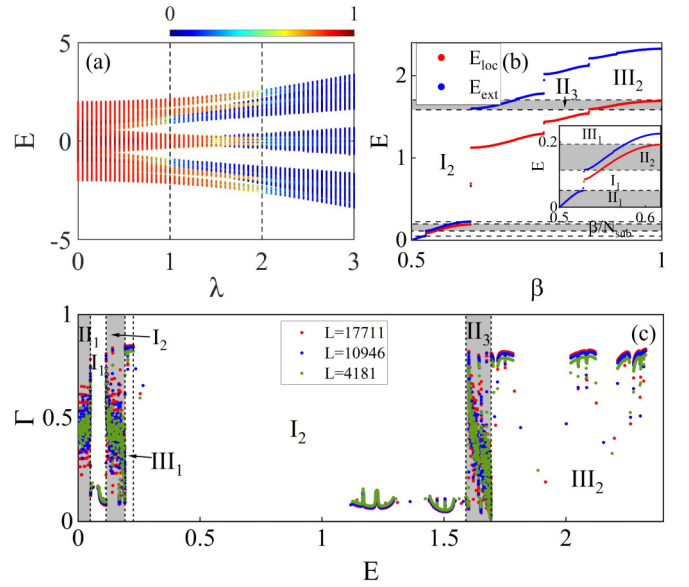 0 1
(a)
5
0
-5
E
0 1 2 3
λ
(b)
E_loc
E_ext
II_3
III_2
I_2
2
1
0
E
III_1
0.2
II_2
I_1
II_1
0
E
0.5 0.6
β/N_sub
0.5 1
β
(c)
II_1
I_2
I_1
III_1
L=17711
L=10946
L=4181
I_2
II_3
III_2
1
0.5
0
Γ
0 0.5 1 1.5 2
E